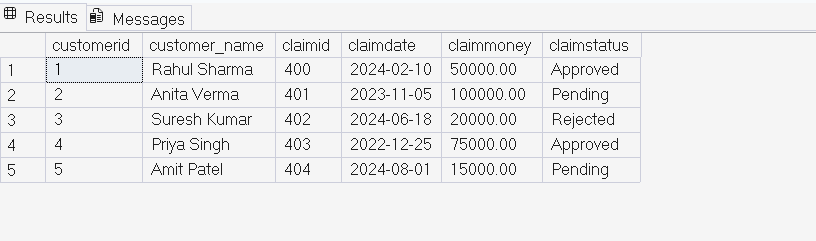 Results Messages
customerid customer_name claimid claimdate claimmoney claimstatus
1 1 Rahul Sharma 400 2024-02-10 50000.00 Approved
2 2 Anita Verma 401 2023-11-05 100000.00 Pending
3 3 Suresh Kumar 402 2024-06-18 20000.00 Rejected
4 4 Priya Singh 403 2022-12-25 75000.00 Approved
5 5 Amit Patel 404 2024-08-01 15000.00 Pending